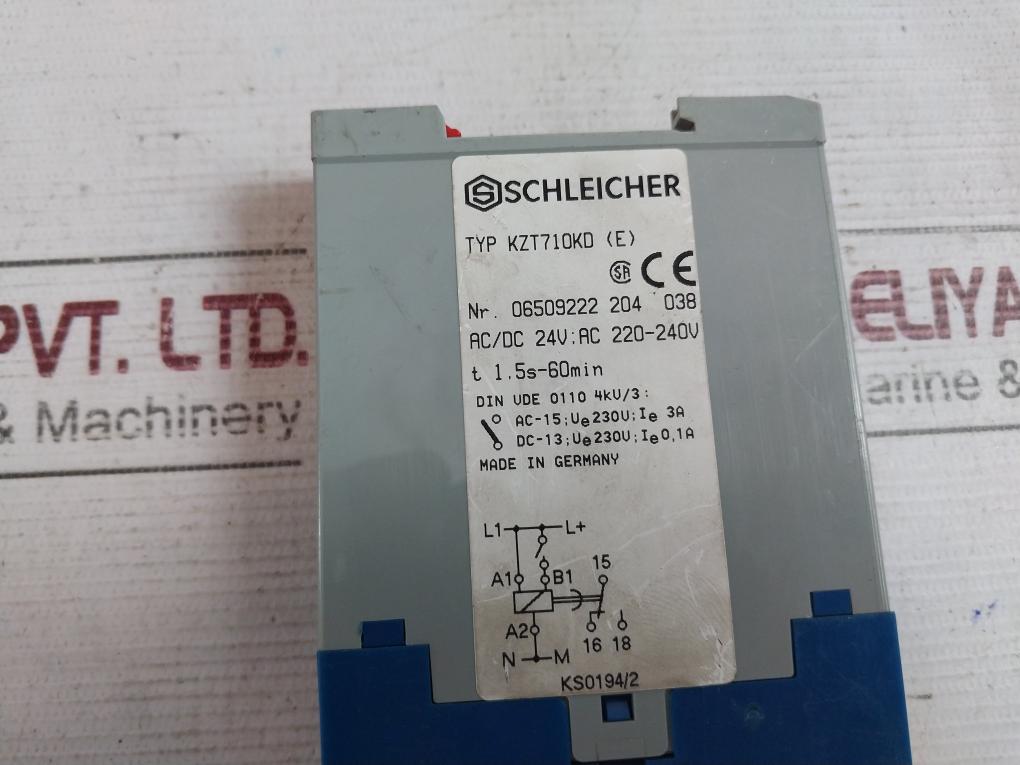 SCHLEICHER
TYP KZT710KD (E)
SA CE
Nr. 06509222 204 038
AC/DC 24V:AC 220-240V
t 1.5s-60min
DIN VDE 0110 4kV/3:
AC-15;Ue230V;Ie 3A
DC-13;Ue230V;Ie0,1A
MADE IN GERMANY
L1 L+
15
A1 B1
A2
16 18
N M
KS0194/2
PVT. LTD.
& Machinery
ELIYA
arine &